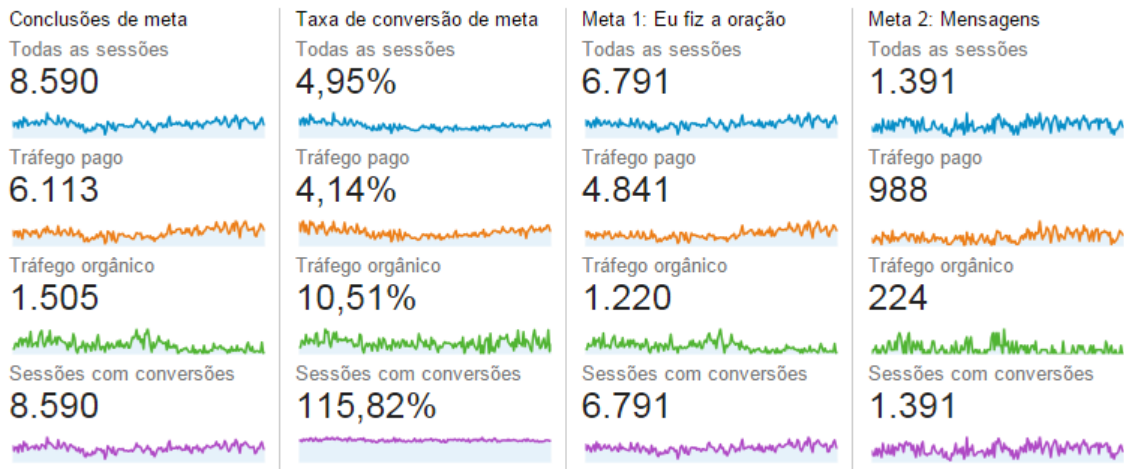 Conclusões de meta
Todas as sessões
8.590
Tráfego pago
6.113
Tráfego orgânico
1.505
Sessões com conversões
8.590
Taxa de conversão de meta
Todas as sessões
4,95%
Tráfego pago
4,14%
Tráfego orgânico
10,51%
Sessões com conversões
115,82%
Meta 1: Eu fiz a oração
Todas as sessões
6.791
Tráfego pago
4.841
Tráfego orgânico
1.220
Sessões com conversões
6.791
Meta 2: Mensagens
Todas as sessões
1.391
Tráfego pago
988
Tráfego orgânico
224
Sessões com conversões
1.391